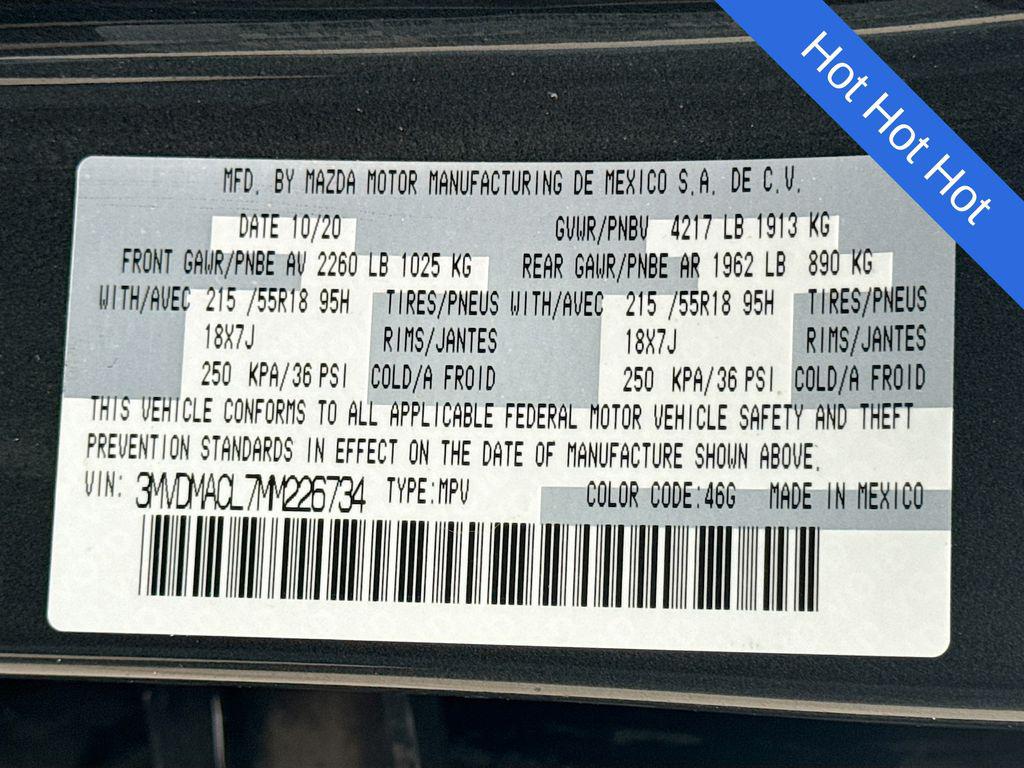 Hot Hot Hot
MFD. BY MAZDA MOTOR MANUFACTURING DE MEXICO S.A. DE C.V.
DATE 10/20 GVWR/PNBV 4217 LB 1913 KG
FRONT GAWR/PNBE AV 2260 LB 1025 KG REAR GAWR/PNBE AR 1962 LB 890 KG
WITH/AVEC 215 /55R18 95H TIRES/PNEUS WITH/AVEC 215 /55R18 95H TIRES/PNEUS
18X7J RIMS/JANTES 18X7J RIMS/JANTES
250 KPA/36 PSI COLD/A FROID 250 KPA/36 PSI COLD/A FROID
THIS VEHICLE CONFORMS TO ALL APPLICABLE FEDERAL MOTOR VEHICLE SAFETY AND THEFT
PREVENTION STANDARDS IN EFFECT ON THE DATE OF MANUFACTURE SHOWN ABOVE.
VIN: 3MVDMACL7MM226734 TYPE:MPV COLOR CODE:46G MADE IN MEXICO